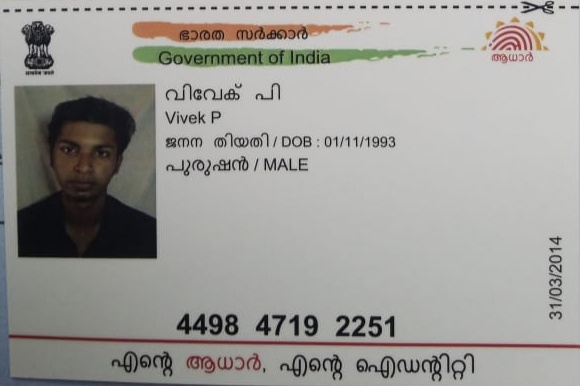 ഭാരത സർക്കാർ
Government of India
ആധാർ
വിവേക് പി
Vivek P
ജനന തിയതി / DOB : 01/11/1993
പുരുഷൻ / MALE
31/03/2014
4498 4719 2251
എന്റെ ആധാർ, എന്റെ ഐഡന്റിറ്റി